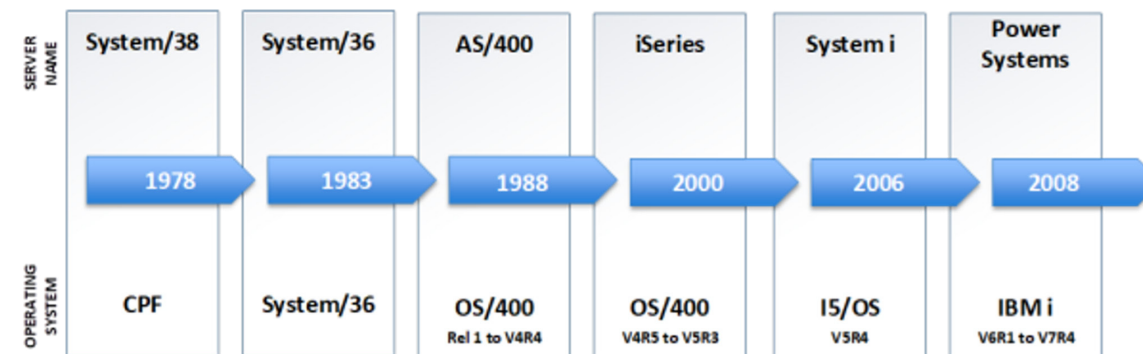 SERVER
NAME
System/38
System/36
AS/400
iSeries
System i
Power
Systems
1978
1983
1988
2000
2006
2008
OPERATING
SYSTEM
CPF
System/36
OS/400
Rel 1 to V4R4
OS/400
V4R5 to V5R3
I5/OS
V5R4
IBM i
V6R1 to V7R4